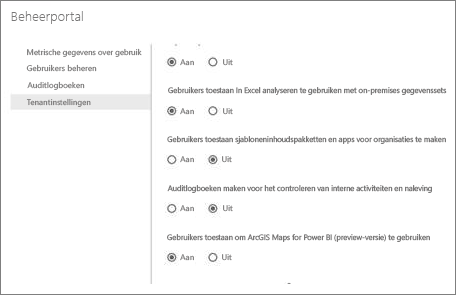 Beheerportal
Metrische gegevens over gebruik
Gebruikers beheren
Auditlogboeken
Tenantinstellingen
Aan Uit
Gebruikers toestaan In Excel analyseren te gebruiken met on-premises gegevenssets
Aan Uit
Gebruikers toestaan sjabloneninhoudspakketten en apps voor organisaties te maken
Aan Uit
Auditlogboeken maken voor het controleren van interne activiteiten en naleving
Aan Uit
Gebruikers toestaan om ArcGIS Maps for Power BI (preview-versie) te gebruiken
Aan Uit